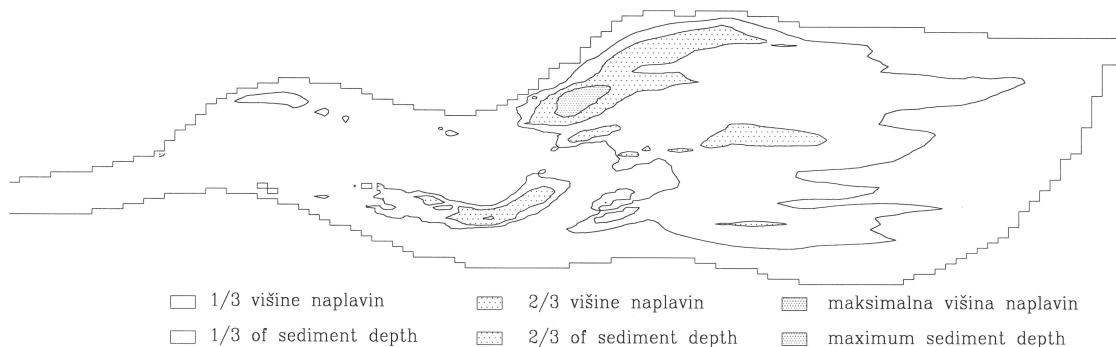 1/3 višine naplavin 2/3 višine naplavin maksimalna višina naplavin
1/3 of sediment depth 2/3 of sediment depth maximum sediment depth